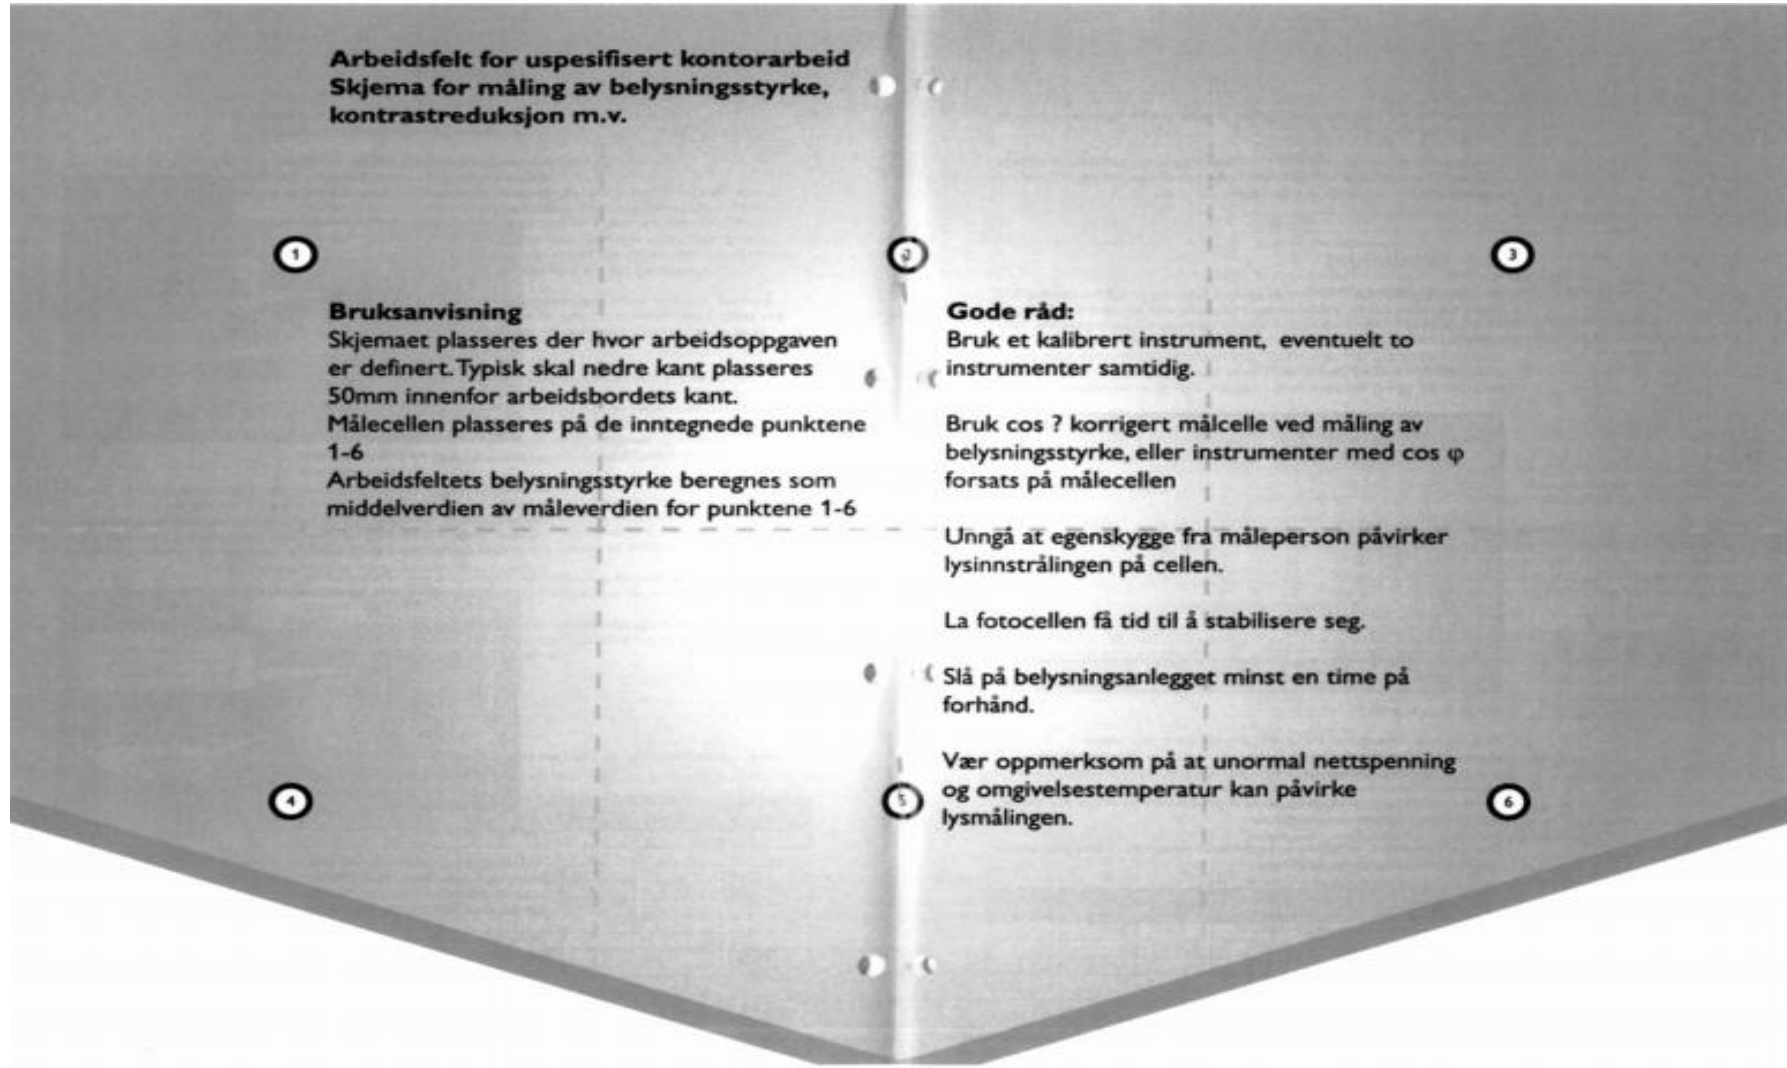 Arbeidsfelt for uspesifisert kontorarbeid
Skjema for måling av belysningsstyrke,
kontrastreduksjon m.v.
1
2
3
Bruksanvisning
Skjemaet plasseres der hvor arbeidsoppgaven
er definert. Typisk skal nedre kant plasseres
50mm innenfor arbeidsbordets kant.
Målecellen plasseres på de inntegnede punktene
1-6
Arbeidsfeltets belysningsstyrke beregnes som
middelverdien av måleverdien for punktene 1-6
Gode råd:
Bruk et kalibrert instrument, eventuelt to
instrumenter samtidig.
Bruk cos ? korrigert målcelle ved måling av
belysningsstyrke, eller instrumenter med cos φ
forsats på målecellen
Unngå at egenskygge fra måleperson påvirker
lysinnstrålingen på cellen.
La fotocellen få tid til å stabilisere seg.
Slå på belysningsanlegget minst en time på
forhånd.
Vær oppmerksom på at unormal nettspenning
og omgivelsestemperatur kan påvirke
lysmålingen.
4
5
6